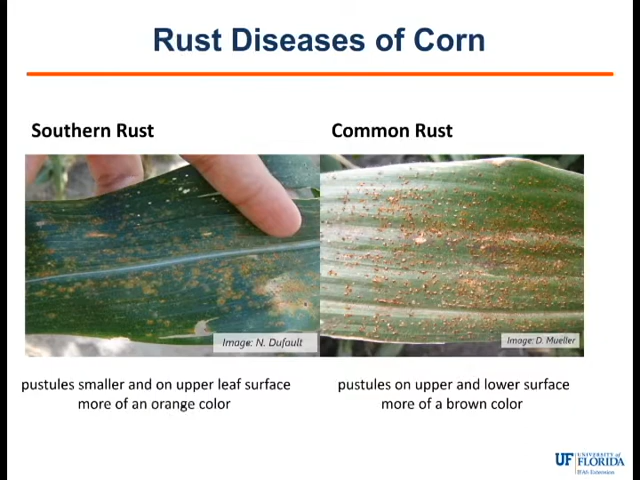 Rust Diseases of Corn
Southern Rust
Common Rust
Image: N. Dufault
Image: D. Mueller
pustules smaller and on upper leaf surface
more of an orange color
pustules on upper and lower surface
more of a brown color
UF UNIVERSITY of
FLORIDA
IFAS Extension